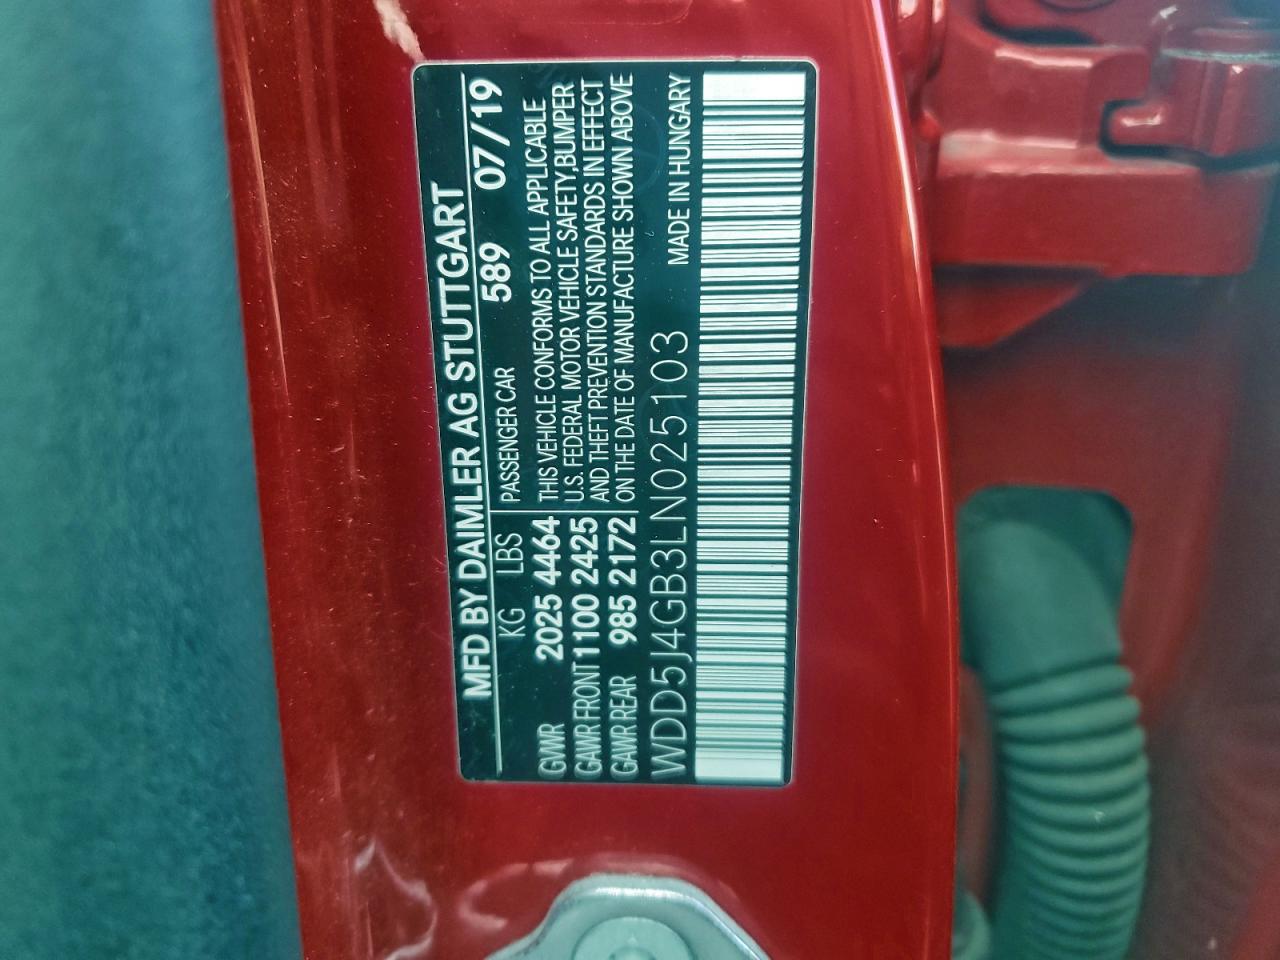 MFD BY DAIMLER AG STUTTGART
KG LBS PASSENGER CAR 589 07/19
GVWR 2025 4464 THIS VEHICLE CONFORMS TO ALL APPLICABLE
U.S. FEDERAL MOTOR VEHICLE SAFETY,BUMPER
GAWR FRONT 1100 2425 AND THEFT PREVENTION STANDARDS IN EFFECT
GAWR REAR 985 2172 ON THE DATE OF MANUFACTURE SHOWN ABOVE
WDD5J4GB3LN025103 MADE IN HUNGARY